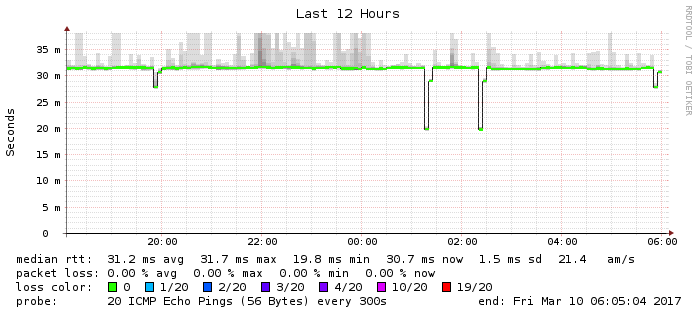 Last 12 Hours
RRDTOOL / TOBI OETIKER
Seconds
35 m
30 m
25 m
20 m
15 m
10 m
5 m
0
20:00 22:00 00:00 02:00 04:00 06:00
median rtt: 31.2 ms avg 31.7 ms max 19.8 ms min 30.7 ms now 1.5 ms sd 21.4 am/s
packet loss: 0.00 % avg 0.00 % max 0.00 % min 0.00 % now
loss color: 0 1/20 2/20 3/20 4/20 10/20 19/20
probe: 20 ICMP Echo Pings (56 Bytes) every 300s end: Fri Mar 10 06:05:04 2017